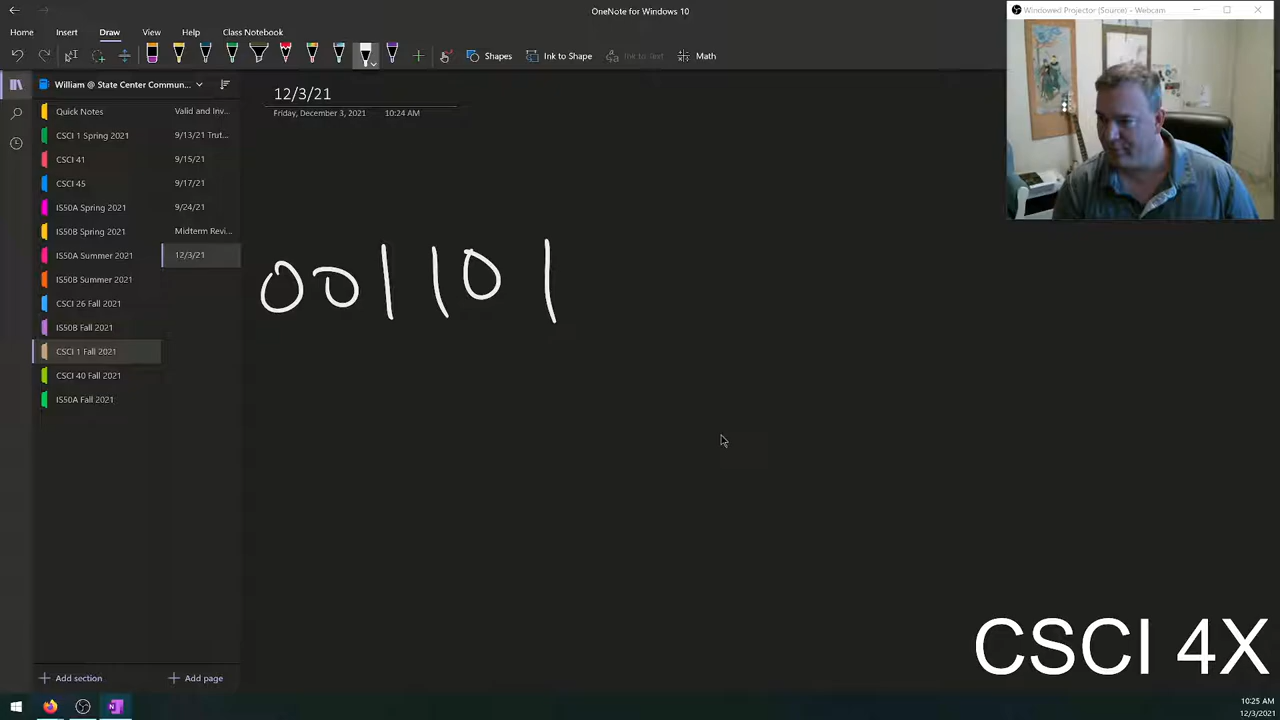 OneNote for Windows 10
Windowed Projector (Source) - Webcam
Home Insert Draw View Help Class Notebook
Shapes Ink to Shape Ink to Text Math
William @ State Center Commun...
Quick Notes
CSCI 1 Spring 2021
CSCI 41
CSCI 45
IS50A Spring 2021
IS50B Spring 2021
IS50A Summer 2021
IS50B Summer 2021
CSCI 26 Fall 2021
IS50B Fall 2021
CSCI 1 Fall 2021
CSCI 40 Fall 2021
IS50A Fall 2021
Valid and Inv...
9/13/21 Trut...
9/15/21
9/17/21
9/24/21
Midterm Revi...
12/3/21
12/3/21
Friday, December 3, 2021 10:24 AM
001101
CSCI 4X
Add section
Add page
10:25 AM
12/3/2021